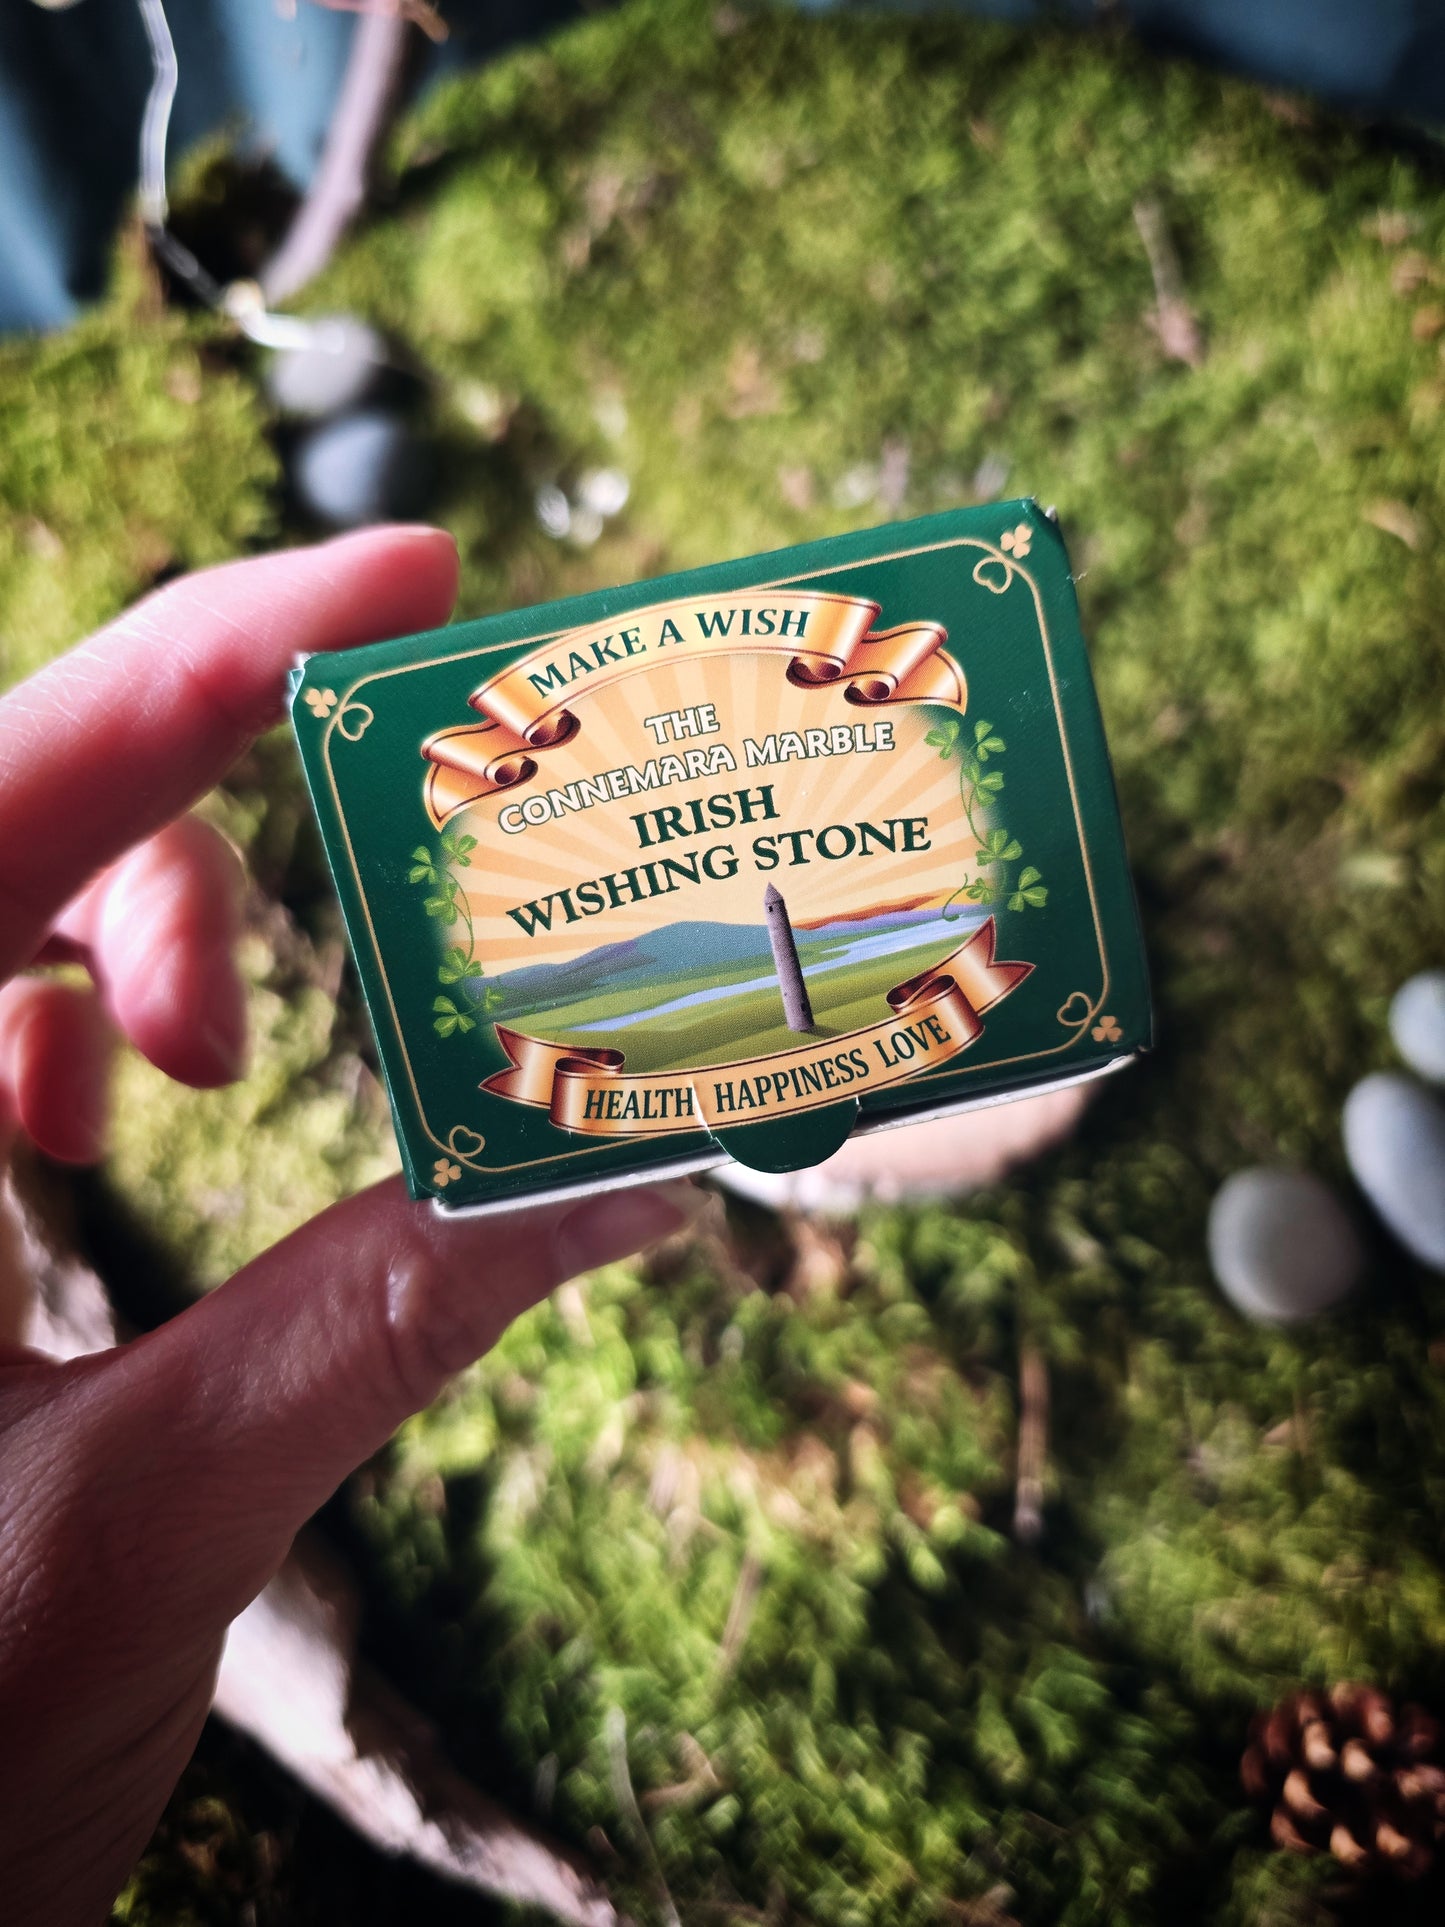 MAKE A WISH
THE
CONNEMARA MARBLE
IRISH
WISHING STONE
HEALTH HAPPINESS LOVE